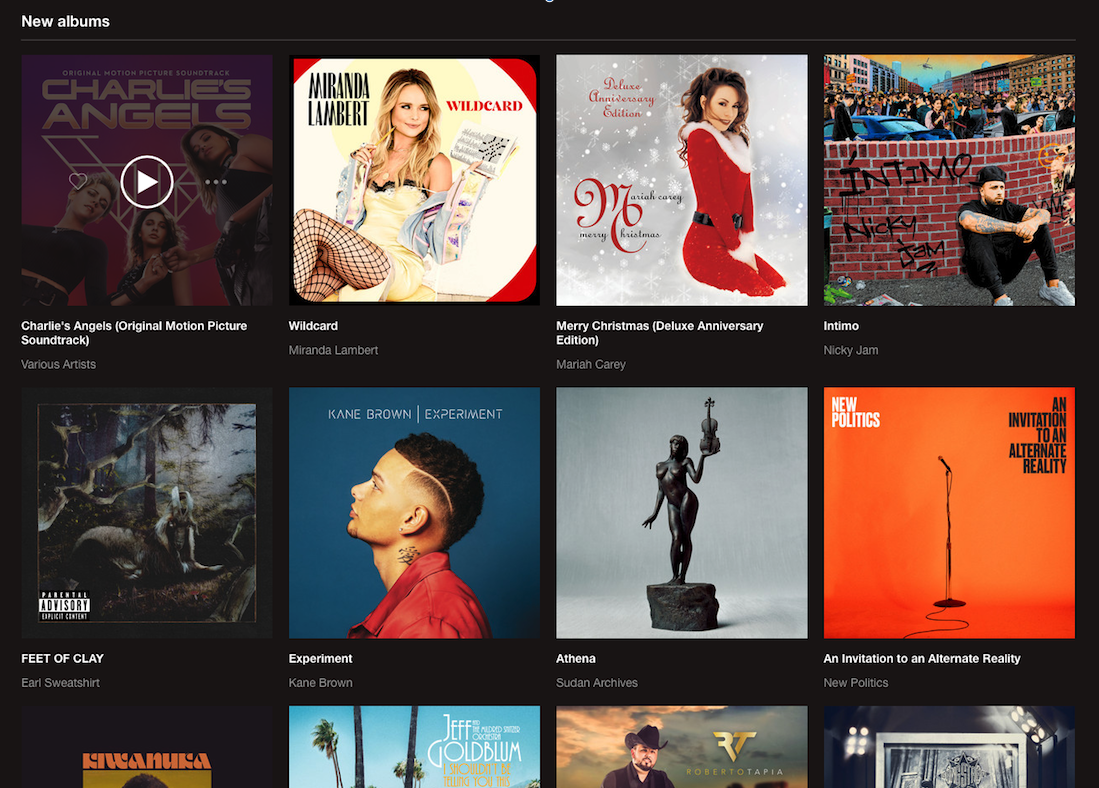 New albums
ORIGINAL MOTION PICTURE SOUNDTRACK
CHARLIE'S
ANGELS
MIRANDA
LAMBERT
WILDCARD
Deluxe
Anniversary
Edition
Mariah carey
merry Christmas
ÍNTIMO
Nicky
Jam
Charlie's Angels (Original Motion Picture
Soundtrack)
Various Artists
Wildcard
Miranda Lambert
Merry Christmas (Deluxe Anniversary
Edition)
Mariah Carey
Intimo
Nicky Jam
PARENTAL
ADVISORY
EXPLICIT CONTENT
KANE BROWN | EXPERIMENT
NEW
POLITICS
AN
INVITATION
TO AN
ALTERNATE
REALITY
FEET OF CLAY
Earl Sweatshirt
Experiment
Kane Brown
Athena
Sudan Archives
An Invitation to an Alternate Reality
New Politics
KIWANUKA
JEFF AND THE MILDRED SNITZER ORCHESTRA
GOLDBLUM
I SHOULDN'T BE
TELLING YOU THIS
RT
ROBERTO TAPIA